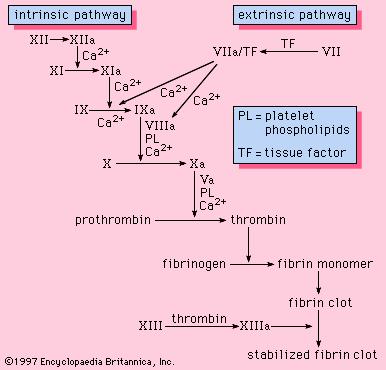 intrinsic pathway
extrinsic pathway
XII XIIa
Ca2+
VIIa/TF TF VII
XI XIa
Ca2+
Ca2+
Ca2+
IX IXa
Ca2+
VIIIa
PL
Ca2+
PL = platelet
phospholipids
TF = tissue factor
X Xa
Va
PL
Ca2+
prothrombin thrombin
fibrinogen fibrin monomer
fibrin clot
XIII thrombin XIIIa
stabilized fibrin clot
©1997 Encyclopaedia Britannica, Inc.